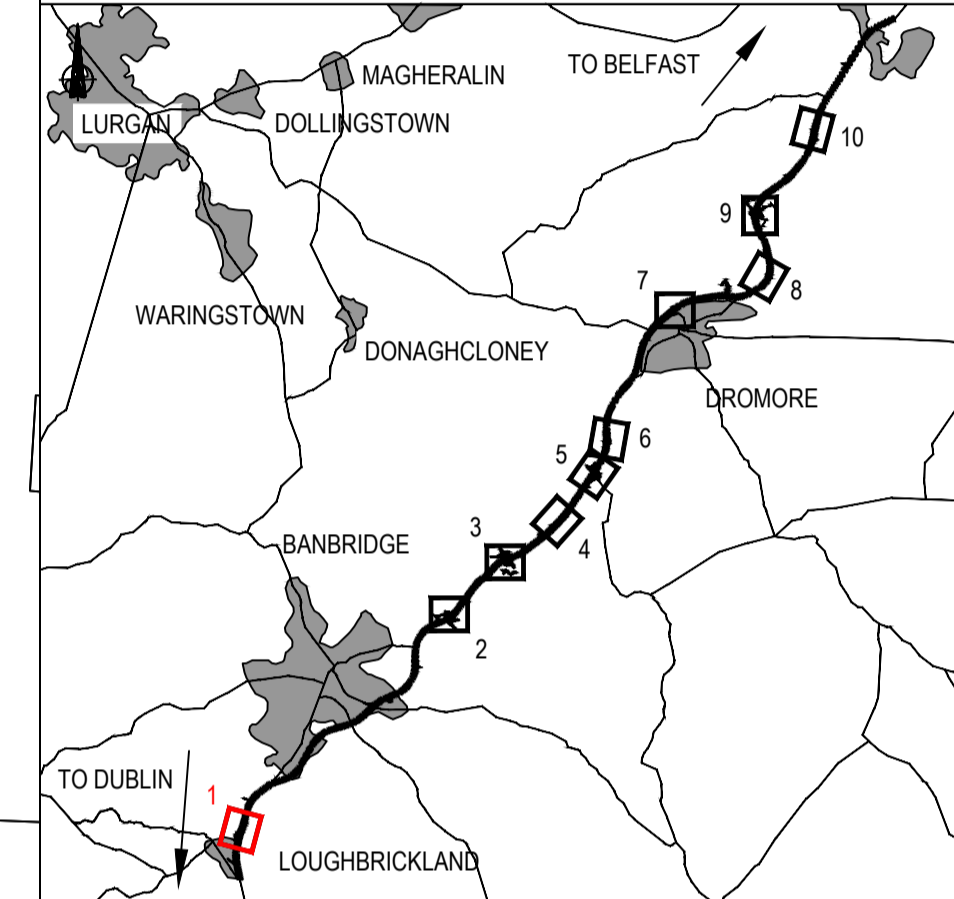 TO BELFAST
MAGHERALIN
LURGAN
DOLLINGSTOWN
10
9
7
8
WARINGSTOWN
DONAGHCLONEY
DROMORE
6
5
3
4
BANBRIDGE
2
TO DUBLIN
1
LOUGHBRICKLAND